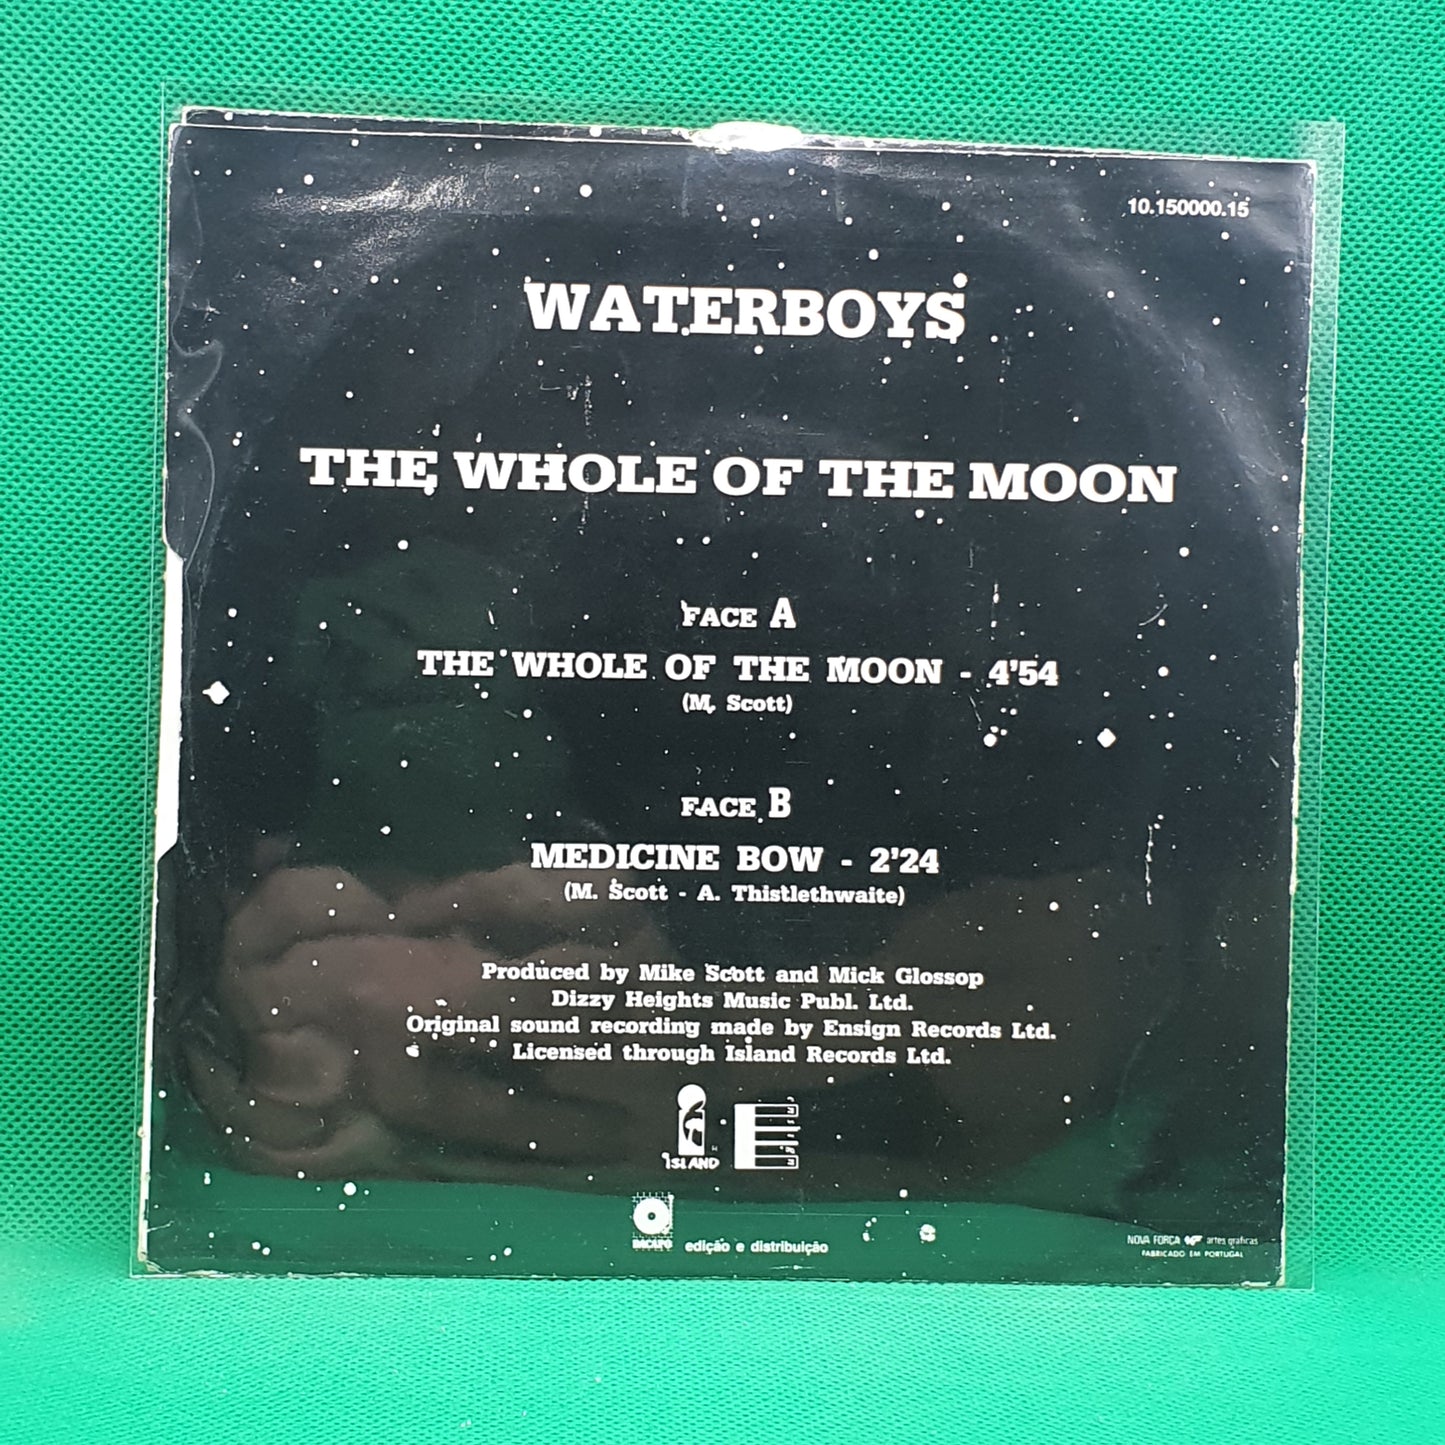 10.150000.15
WATERBOYS
THE WHOLE OF THE MOON
FACE A
THE WHOLE OF THE MOON - 4'54
(M. Scott)
FACE B
MEDICINE BOW - 2'24
(M. Scott - A. Thistlethwaite)
Produced by Mike Scott and Mick Glossop
Dizzy Heights Music Publ. Ltd.
Original sound recording made by Ensign Records Ltd.
Licensed through Island Records Ltd.
ISLAND
edição e distribuição
NOVA FORÇA artes gráficas
FABRICADO EM PORTUGAL